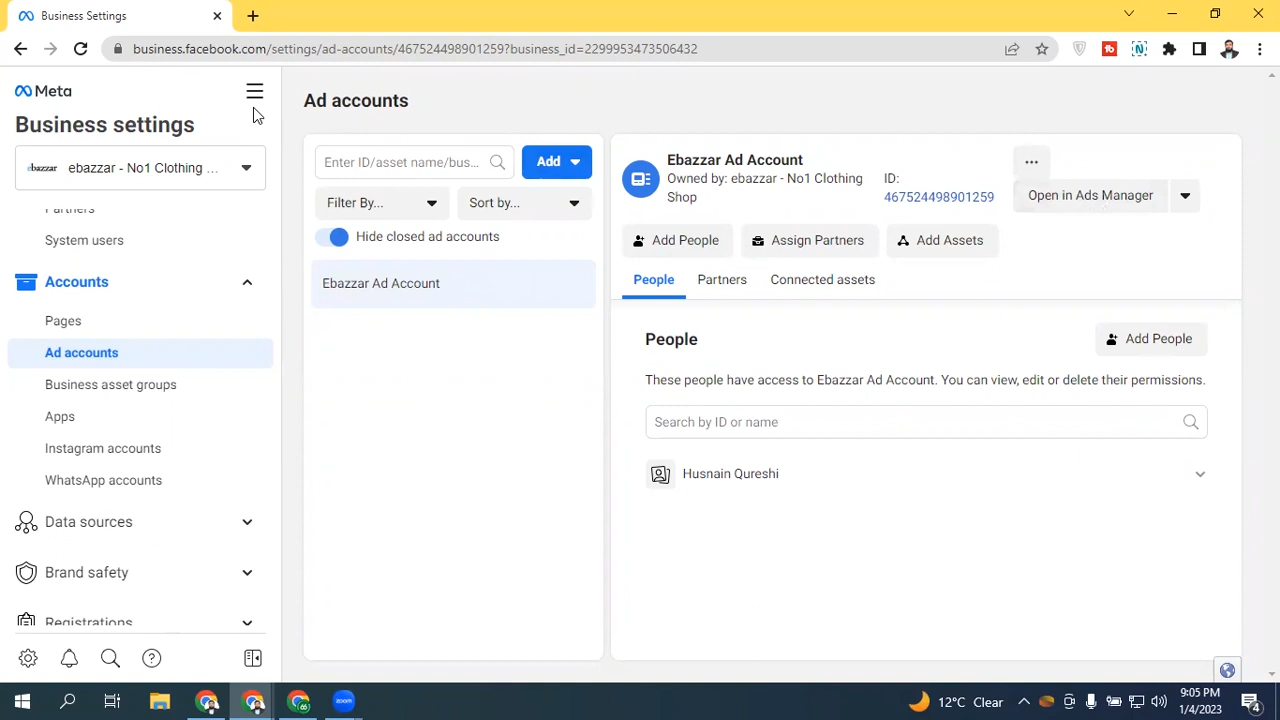 Business Settings
business.facebook.com/settings/ad-accounts/467524498901259?business_id=2299953473506432
Meta
Business settings
ebazzar
ebazzar - No1 Clothing ...
Partners
System users
Accounts
Pages
Ad accounts
Business asset groups
Apps
Instagram accounts
WhatsApp accounts
Data sources
Brand safety
Registrations
Ad accounts
Enter ID/asset name/bus...
Add
Filter By...
Sort by...
Hide closed ad accounts
Ebazzar Ad Account
Ebazzar Ad Account
Owned by: ebazzar - No1 Clothing
Shop
ID:
467524498901259
Open in Ads Manager
Add People
Assign Partners
Add Assets
People
Partners
Connected assets
People
Add People
These people have access to Ebazzar Ad Account. You can view, edit or delete their permissions.
Search by ID or name
Husnain Qureshi
zoom
12°C Clear
9:05 PM
1/4/2023
4